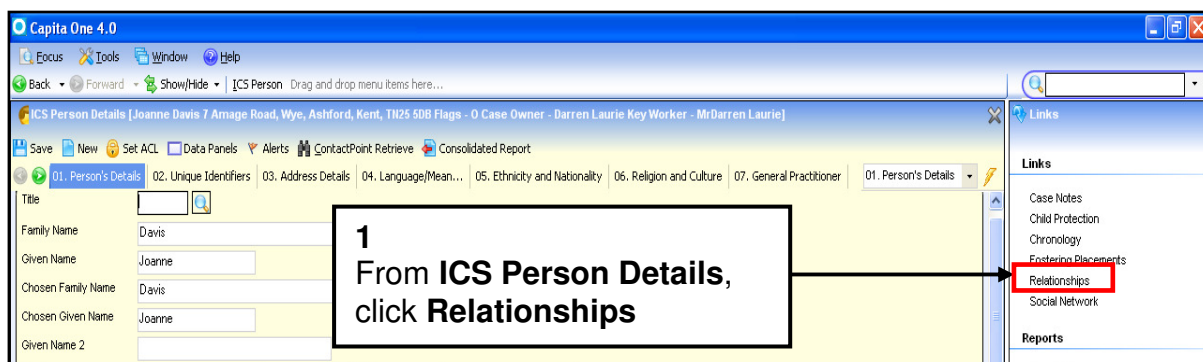 Capita One 4.0
Focus Tools Window Help
Back Forward Show/Hide ICS Person Drag and drop menu items here...
ICS Person Details [Joanne Davis 7 Amage Road, Wye, Ashford, Kent, TN25 5DB Flags - O Case Owner - Darren Laurie Key Worker - MrDarren Laurie]
Links
Save New Set ACL Data Panels Alerts ContactPoint Retrieve Consolidated Report
01. Person's Details 02. Unique Identifiers 03. Address Details 04. Language/Mean... 05. Ethnicity and Nationality 06. Religion and Culture 07. General Practitioner 01. Person's Details
Title
Family Name Davis
Given Name Joanne
Chosen Family Name Davis
Chosen Given Name Joanne
Given Name 2
1
From ICS Person Details,
click Relationships
Links
Case Notes
Child Protection
Chronology
Fostering Placements
Relationships
Social Network
Reports